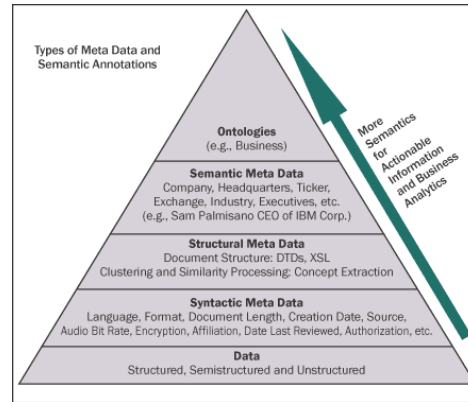 Types of Meta Data and
Semantic Annotations
Ontologies
(e.g., Business)
Semantic Meta Data
Company, Headquarters, Ticker,
Exchange, Industry, Executives, etc.
(e.g., Sam Palmisano CEO of IBM Corp.)
Structural Meta Data
Document Structure: DTDs, XSL
Clustering and Similarity Processing: Concept Extraction
Syntactic Meta Data
Language, Format, Document Length, Creation Date, Source,
Audio Bit Rate, Encryption, Affiliation, Date Last Reviewed, Authorization, etc.
Data
Structured, Semistructured and Unstructured
More
Semantics
for
Actionable
Information
and Business
Analytics